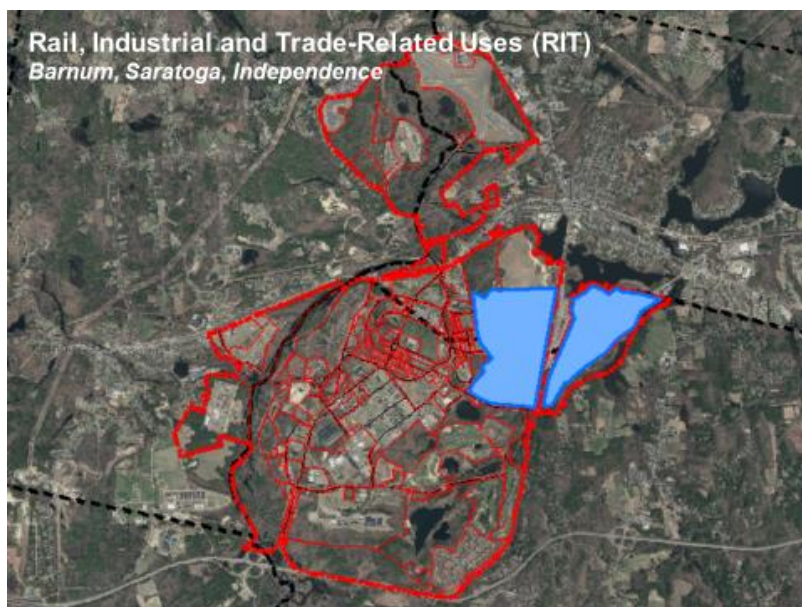 Rail, Industrial and Trade-Related Uses (RIT)
Barnum, Saratoga, Independence